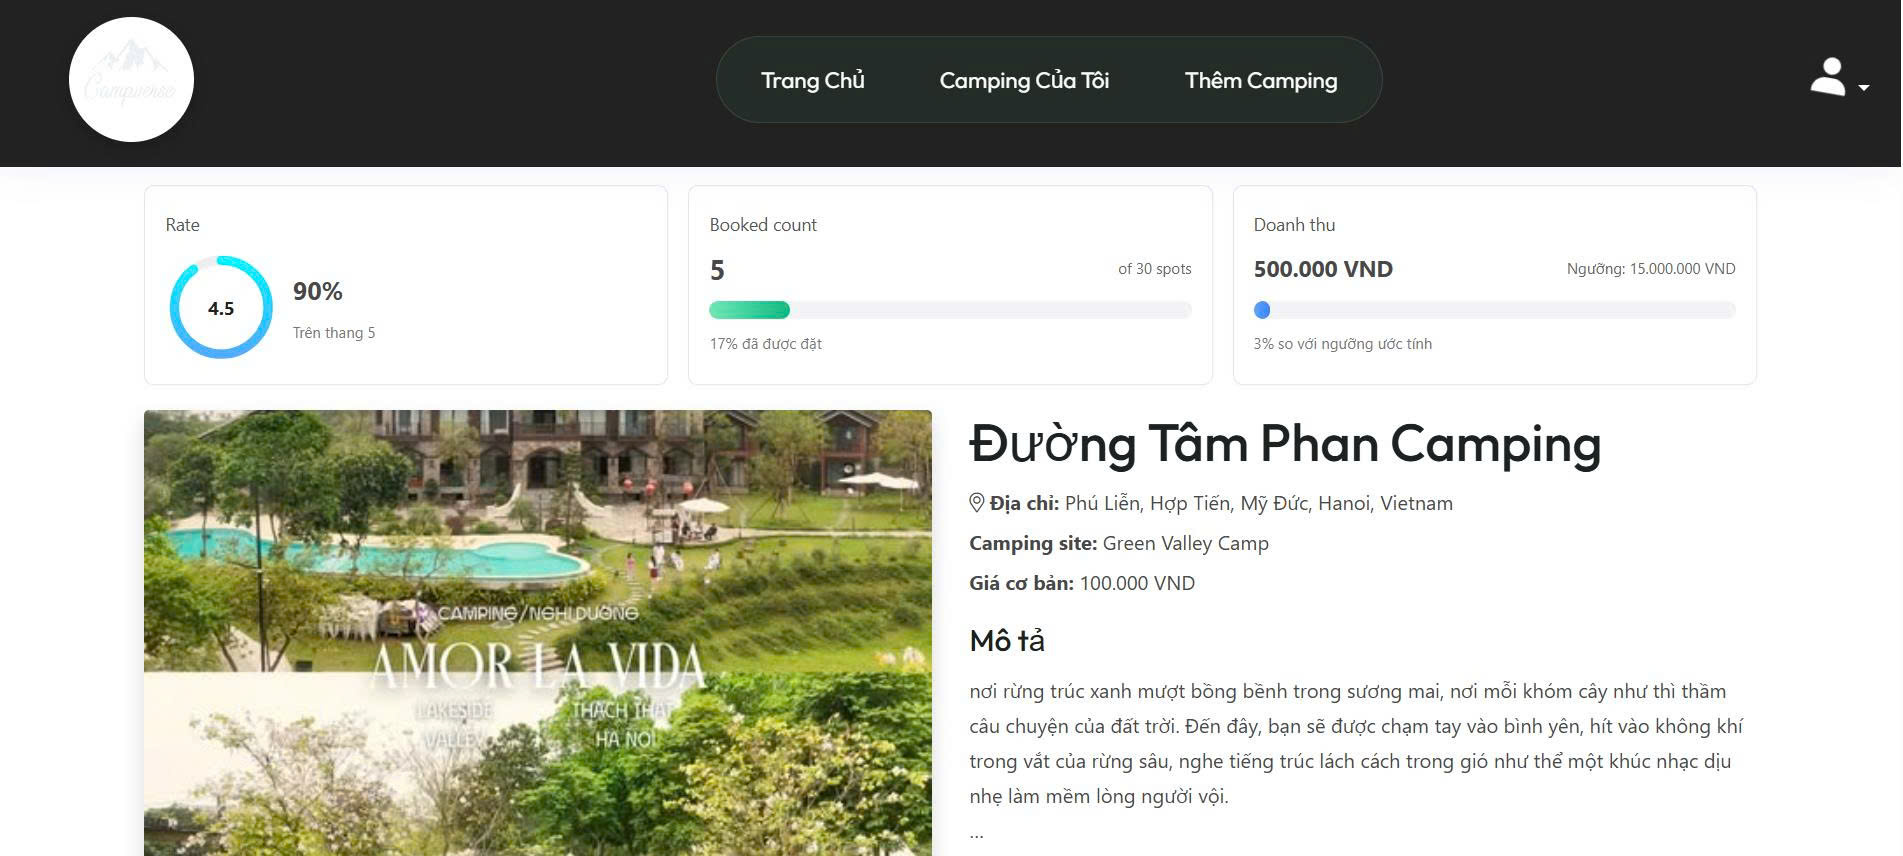 Campverse
Trang Chủ
Camping Của Tôi
Thêm Camping
Rate
4.5
90%
Trên thang 5
Booked count
5
of 30 spots
17% đã được đặt
Doanh thu
500.000 VND
Ngưỡng: 15.000.000 VND
3% so với ngưỡng ước tính
CAMPING/NGHỈ DƯỠNG
AMOR LA VIDA
LAKESIDE
VALLEY
THẠCH THẤT
HÀ NỘI
Đường Tâm Phan Camping
Địa chỉ: Phú Liễn, Hợp Tiến, Mỹ Đức, Hanoi, Vietnam
Camping site: Green Valley Camp
Giá cơ bản: 100.000 VND
Mô tả
nơi rừng trúc xanh mượt bồng bềnh trong sương mai, nơi mỗi khóm cây như thì thầm
câu chuyện của đất trời. Đến đây, bạn sẽ được chạm tay vào bình yên, hít vào không khí
trong vắt của rừng sâu, nghe tiếng trúc lách cách trong gió như thể một khúc nhạc dịu
nhẹ làm mềm lòng người vội.
...